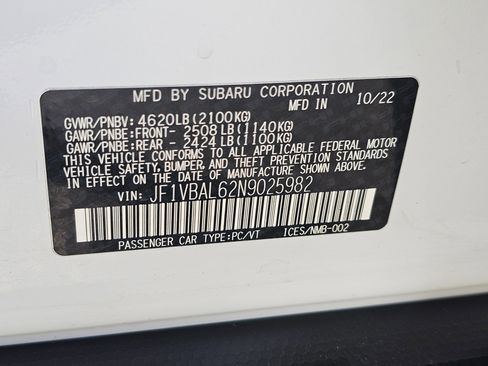 MFD BY SUBARU CORPORATION
MFD IN 10/22
GVWR/PNBV: 4620LB(2100KG)
GAWR/PNBE:FRONT- 2508LB(1140KG)
GAWR/PNBE:REAR - 2424LB(1100KG)
THIS VEHICLE CONFORMS TO ALL APPLICABLE FEDERAL MOTOR
VEHICLE SAFETY, BUMPER, AND THEFT PREVENTION STANDARDS
IN EFFECT ON THE DATE OF MANUFACTURE SHOWN ABOVE.
VIN: JF1VBAL62N9025982
PASSENGER CAR TYPE:PC/VT ICES/NMB-002